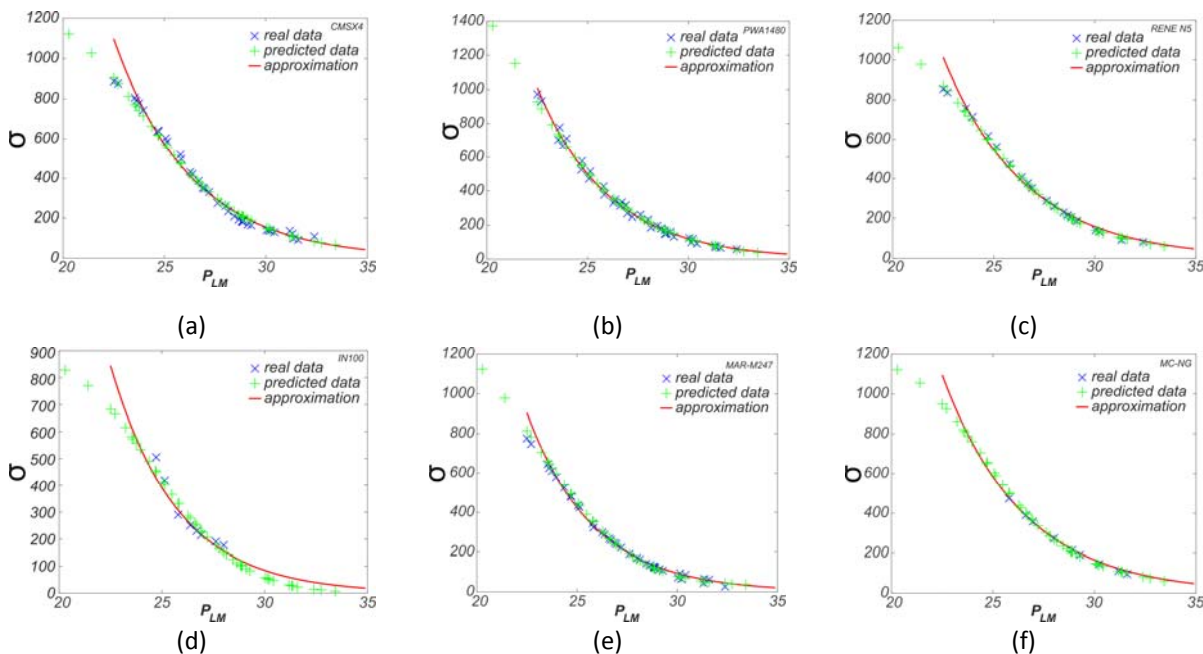 1200
1000
800
600
400
200
0
20
25
30
35
σ
P_LM
CMSX4
real data
predicted data
approximation
(a)
1400
1200
1000
800
600
400
200
0
20
25
30
35
σ
P_LM
PWA1480
real data
predicted data
approximation
(b)
1200
1000
800
600
400
200
0
20
25
30
35
σ
P_LM
RENE N5
real data
predicted data
approximation
(c)
900
800
700
600
500
400
300
200
100
0
20
25
30
35
σ
P_LM
IN100
real data
predicted data
approximation
(d)
1200
1000
800
600
400
200
0
20
25
30
35
σ
P_LM
MAR-M247
real data
predicted data
approximation
(e)
1200
1000
800
600
400
200
0
20
25
30
35
σ
P_LM
MC-NG
real data
predicted data
approximation
(f)